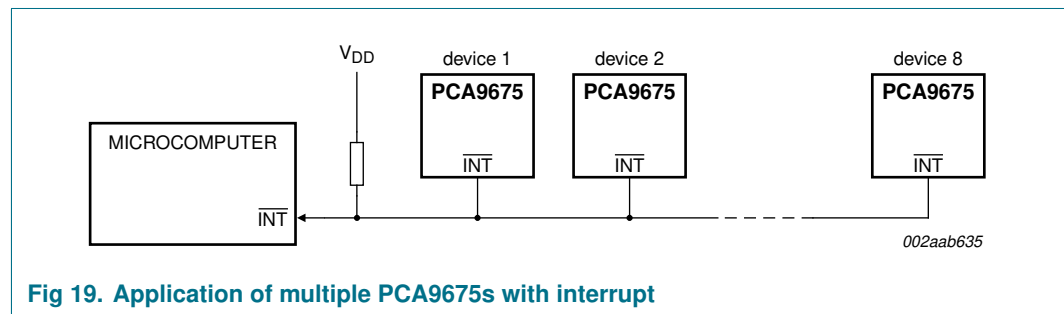 V_DD
device 1
device 2
device 8
PCA9675
PCA9675
PCA9675
MICROCOMPUTER
INT
INT
INT
INT
002aab635
Fig 19. Application of multiple PCA9675s with interrupt